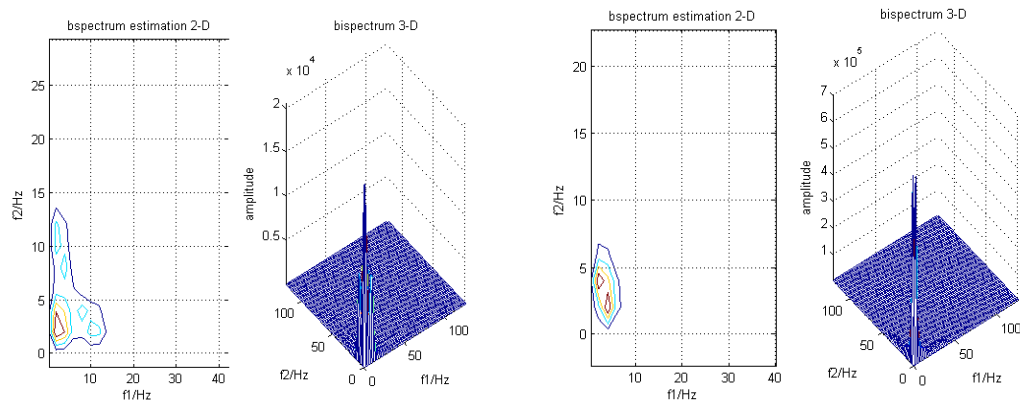 bspectrum estimation 2-D
25
20
15
10
5
0
f2/Hz
10 20 30 40
f1/Hz
bispectrum 3-D
x 10^4
2
1.5
1
0.5
amplitude
100
50
0
f2/Hz
0
50
100
f1/Hz
bspectrum estimation 2-D
20
15
10
5
0
f2/Hz
10 20 30 40
f1/Hz
bispectrum 3-D
x 10^5
7
6
5
4
3
2
1
amplitude
100
50
0
f2/Hz
0
50
100
f1/Hz